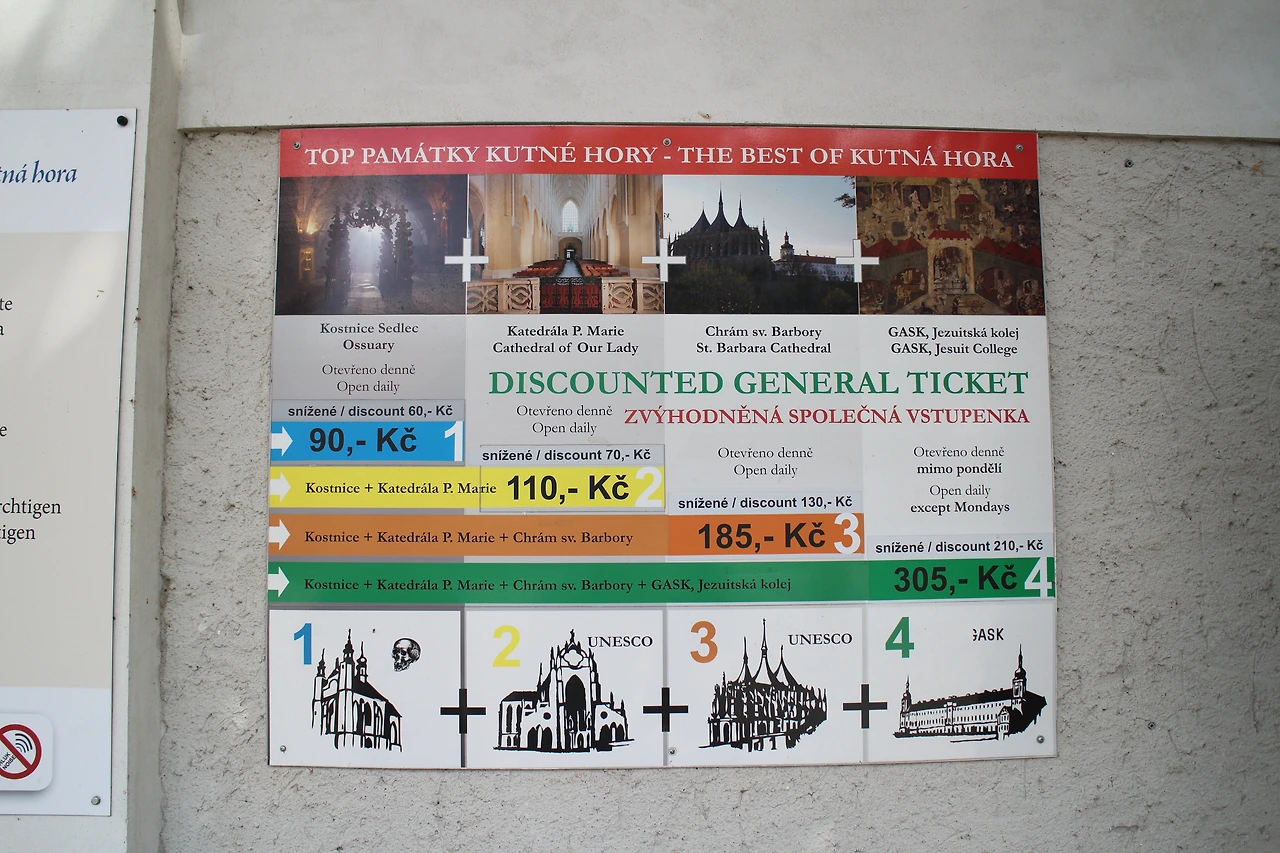 tná hora
te
a
e
rchtigen
tigen
TOP PAMÁTKY KUTNÉ HORY - THE BEST OF KUTNÁ HORA
Kostnice Sedlec
Ossuary
Otevřeno denně
Open daily
snížené / discount 60,- Kč
90,- Kč 1
Katedrála P. Marie
Cathedral of Our Lady
Chrám sv. Barbory
St. Barbara Cathedral
GASK, Jezuitská kolej
GASK, Jesuit College
DISCOUNTED GENERAL TICKET
ZVÝHODNĚNÁ SPOLEČNÁ VSTUPENKA
Otevřeno denně
Open daily
snížené / discount 70,- Kč
Kostnice + Katedrála P. Marie 110,- Kč 2
Otevřeno denně
Open daily
snížené / discount 130,- Kč
Kostnice + Katedrála P. Marie + Chrám sv. Barbory 185,- Kč 3
Otevřeno denně
mimo pondělí
Open daily
except Mondays
snížené / discount 210,- Kč
Kostnice + Katedrála P. Marie + Chrám sv. Barbory + GASK, Jezuitská kolej 305,- Kč 4
1
2 UNESCO
3 UNESCO
4 GASK